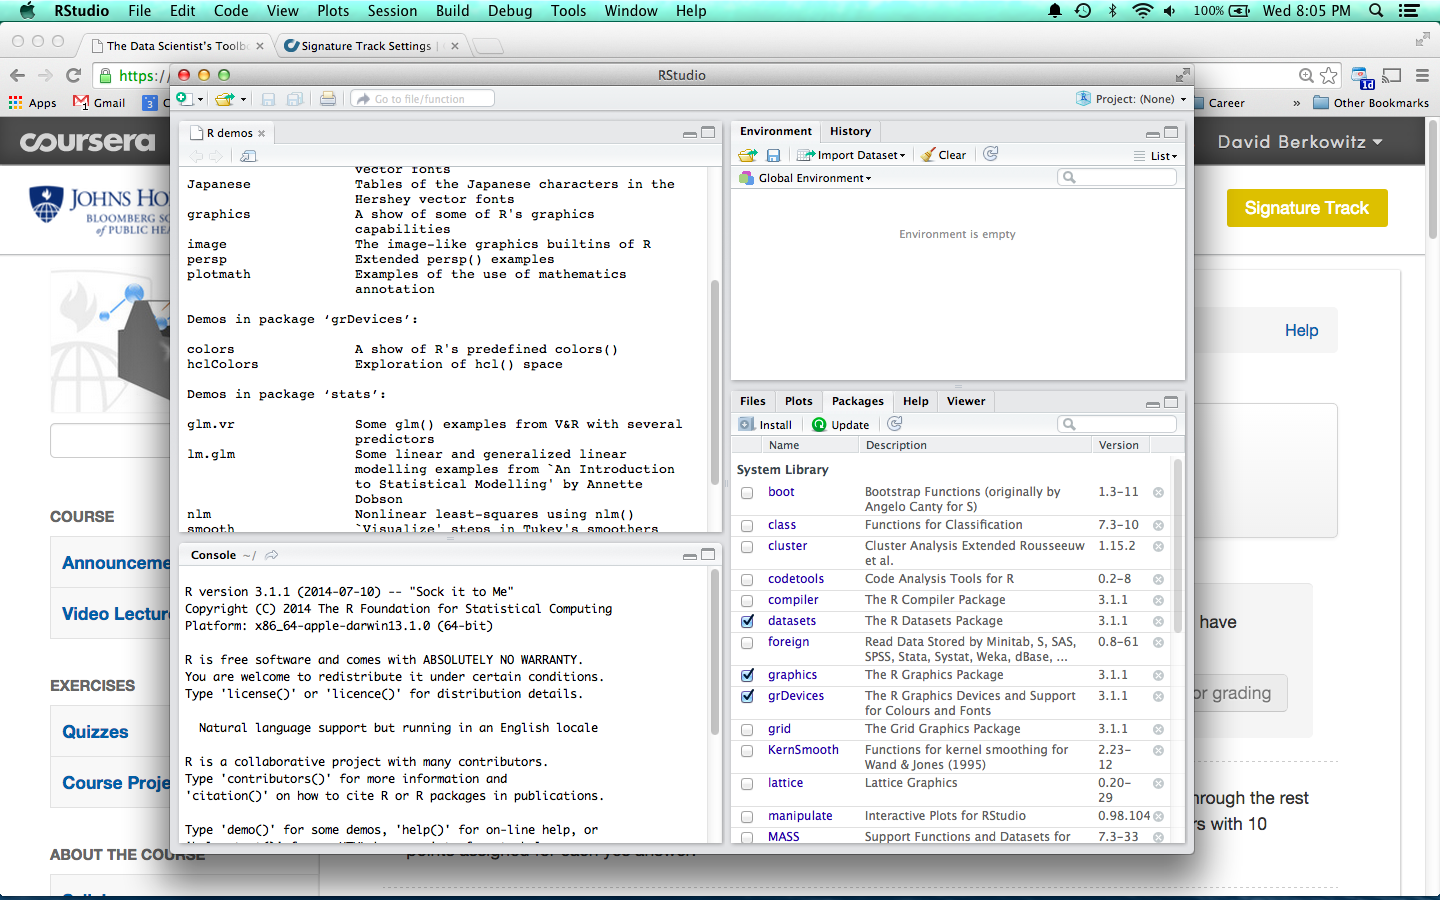 RStudio File Edit Code View Plots Session Build Debug Tools Window Help 100% Wed 8:05 PM
The Data Scientist's Toolb Signature Track Settings |
https:/ 1d
Apps Gmail 3 Career » Other Bookmarks
RStudio
Go to file/function Project: (None)
coursera David Berkowitz
JOHNS HO
BLOOMBERG SC
of PUBLIC HEA
Signature Track
Help
COURSE
Announceme
Video Lectur
EXERCISES
Quizzes
Course Proje
ABOUT THE COURSE
have
or grading
hrough the rest
rs with 10
points assigned for each yes answer.
R demos
vector fonts
Japanese Tables of the Japanese characters in the
Hershey vector fonts
graphics A show of some of R's graphics
capabilities
image The image-like graphics builtins of R
persp Extended persp() examples
plotmath Examples of the use of mathematics
annotation
Demos in package ‘grDevices’:
colors A show of R's predefined colors()
hclColors Exploration of hcl() space
Demos in package ‘stats’:
glm.vr Some glm() examples from V&R with several
predictors
lm.glm Some linear and generalized linear
modelling examples from `An Introduction
to Statistical Modelling' by Annette
Dobson
nlm Nonlinear least-squares using nlm()
smooth `Visualize' steps in Tukey's smoothers
Console ~/
R version 3.1.1 (2014-07-10) -- "Sock it to Me"
Copyright (C) 2014 The R Foundation for Statistical Computing
Platform: x86_64-apple-darwin13.1.0 (64-bit)
R is free software and comes with ABSOLUTELY NO WARRANTY.
You are welcome to redistribute it under certain conditions.
Type 'license()' or 'licence()' for distribution details.
Natural language support but running in an English locale
R is a collaborative project with many contributors.
Type 'contributors()' for more information and
'citation()' on how to cite R or R packages in publications.
Type 'demo()' for some demos, 'help()' for on-line help, or
Environment History
Import Dataset Clear List
Global Environment
Environment is empty
Files Plots Packages Help Viewer
Install Update
Name Description Version
System Library
boot Bootstrap Functions (originally by 1.3-11
Angelo Canty for S)
class Functions for Classification 7.3-10
cluster Cluster Analysis Extended Rousseeuw 1.15.2
et al.
codetools Code Analysis Tools for R 0.2-8
compiler The R Compiler Package 3.1.1
datasets The R Datasets Package 3.1.1
foreign Read Data Stored by Minitab, S, SAS, 0.8-61
SPSS, Stata, Systat, Weka, dBase, ...
graphics The R Graphics Package 3.1.1
grDevices The R Graphics Devices and Support 3.1.1
for Colours and Fonts
grid The Grid Graphics Package 3.1.1
KernSmooth Functions for kernel smoothing for 2.23-
Wand & Jones (1995) 12
lattice Lattice Graphics 0.20-
29
manipulate Interactive Plots for RStudio 0.98.104
MASS Support Functions and Datasets for 7.3-33